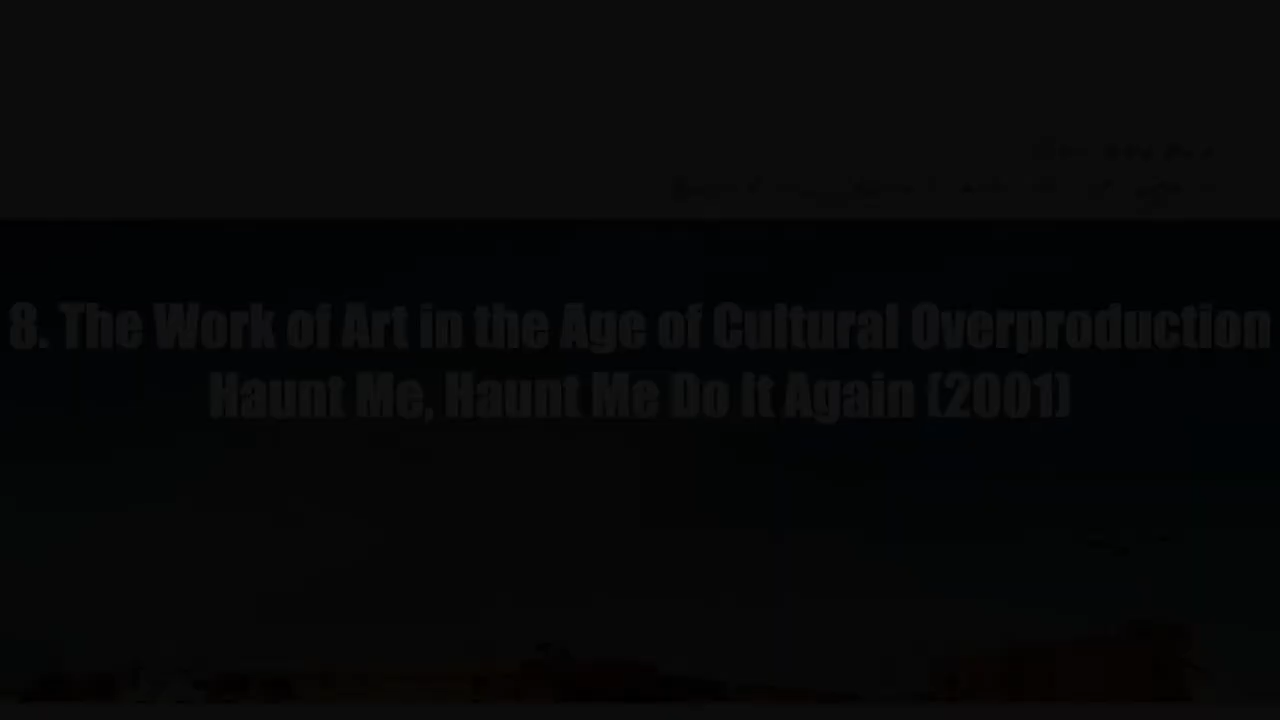 8. The Work of Art in the Age of Cultural Overproduction
Haunt Me, Haunt Me Do It Again (2001)